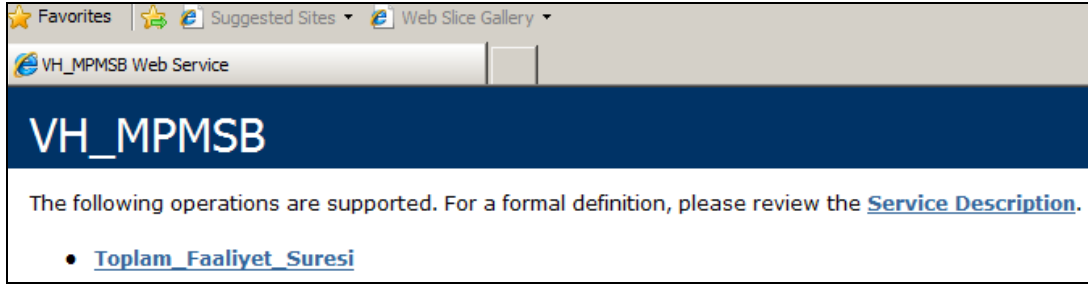 Favorites Suggested Sites Web Slice Gallery
VH_MPMSB Web Service
VH_MPMSB
The following operations are supported. For a formal definition, please review the Service Description.
• Toplam_Faaliyet_Suresi